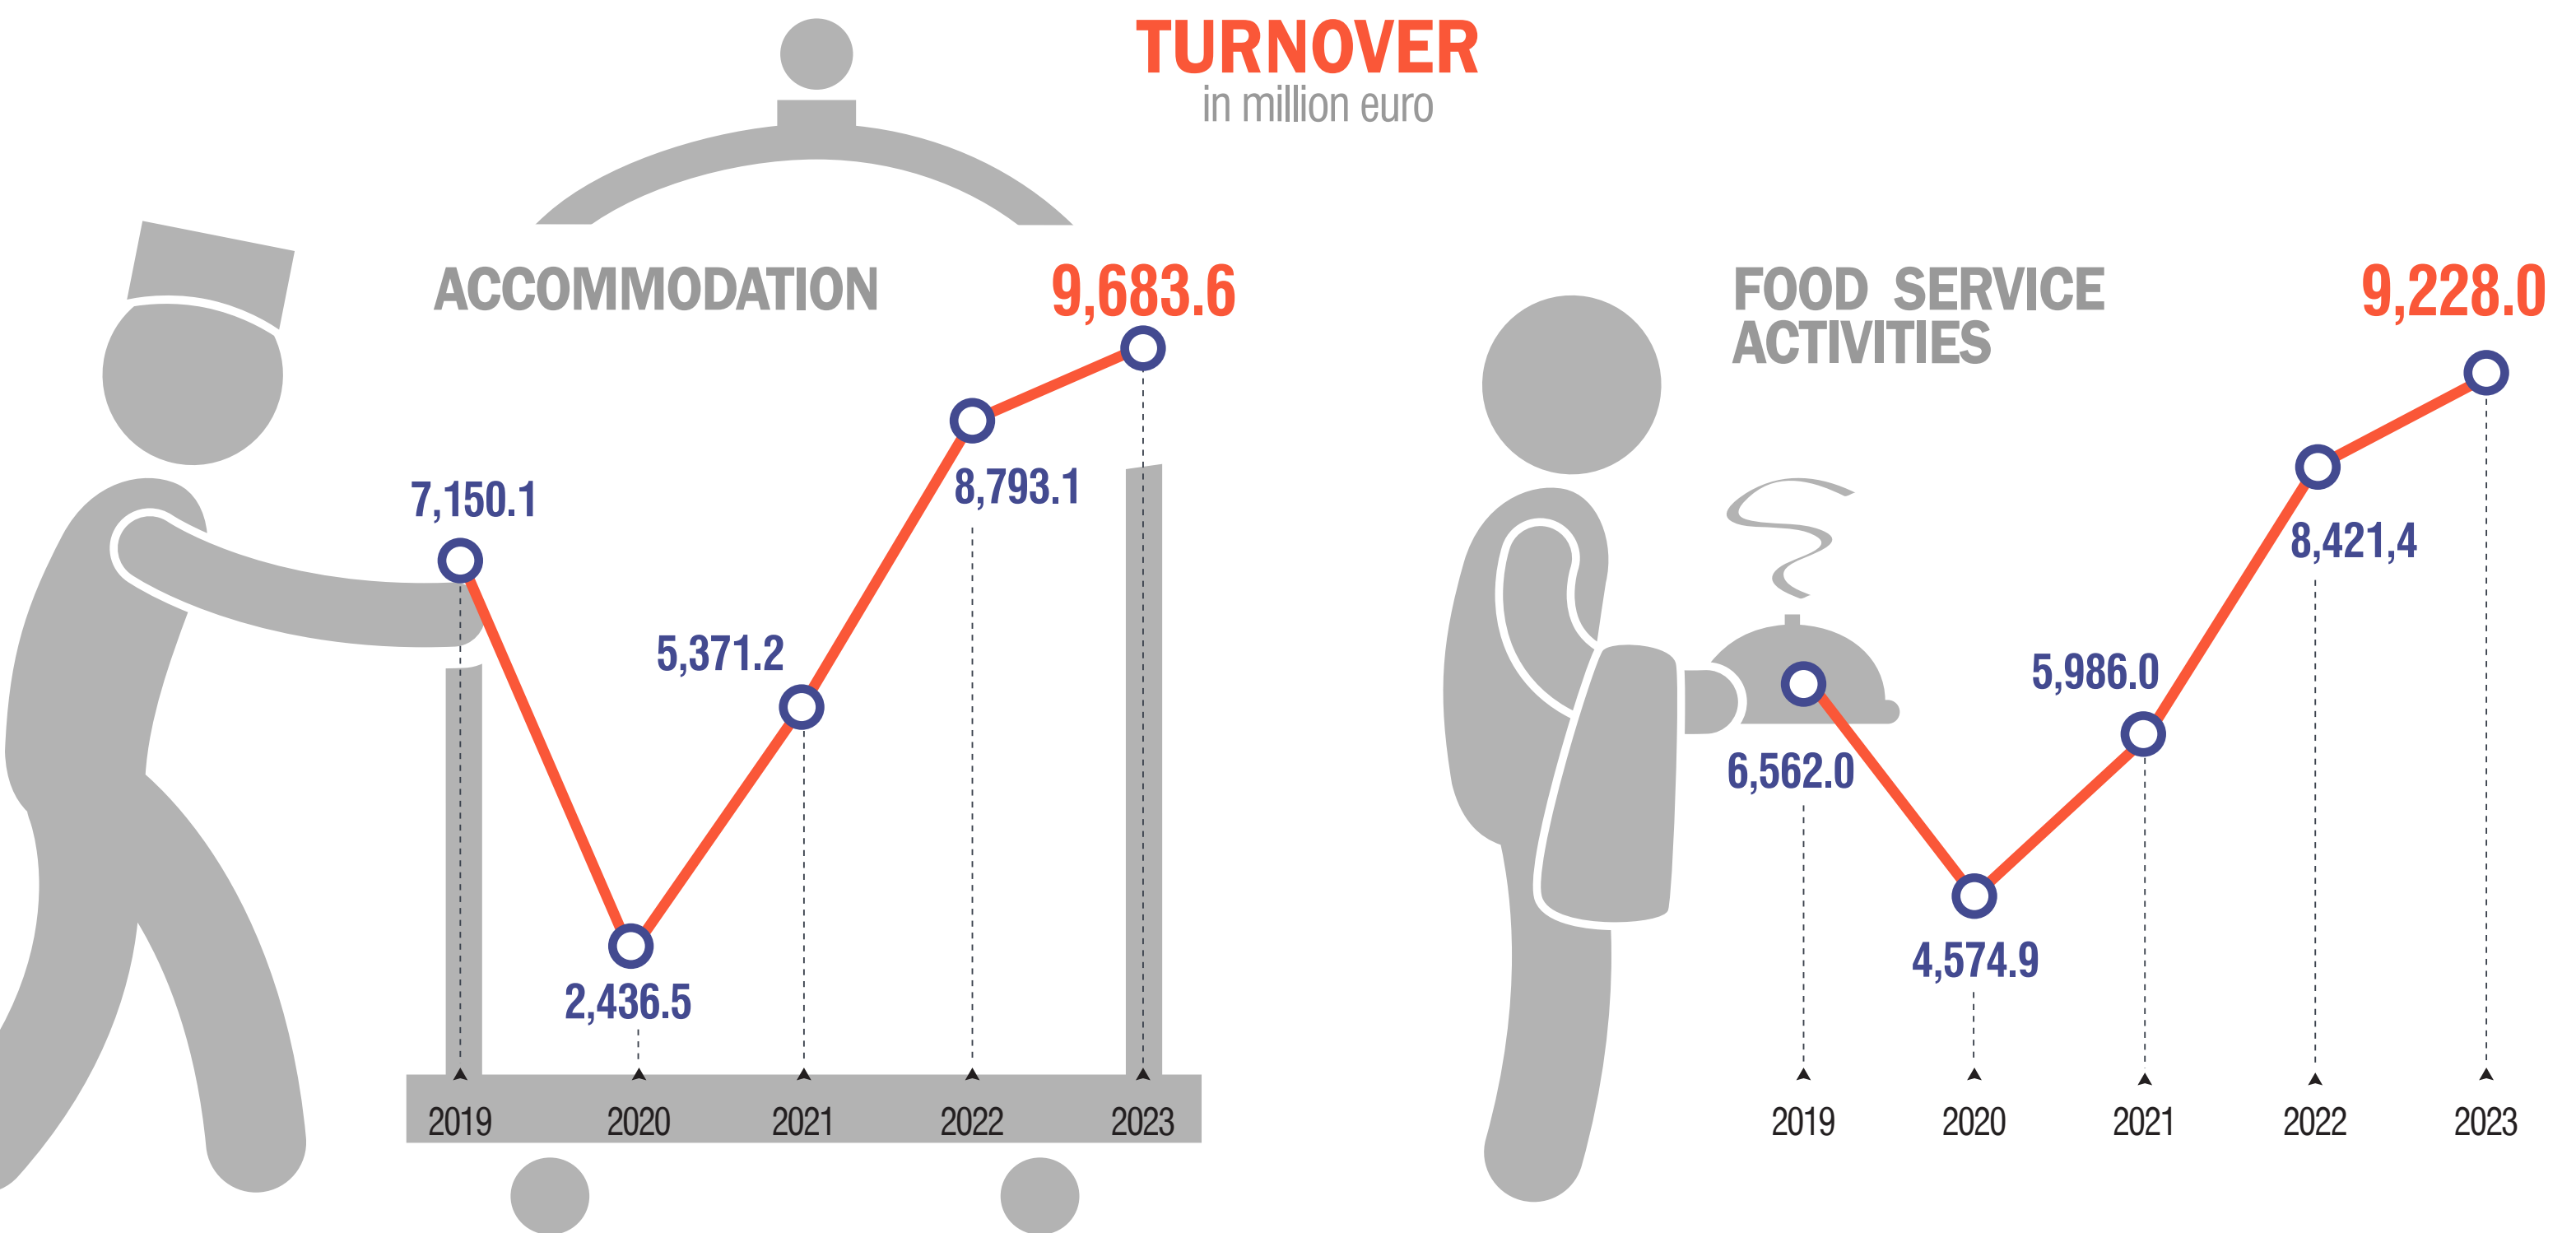 TURNOVER
in million euro
ACCOMMODATION
9,683.6
7,150.1
8,793.1
5,371.2
2,436.5
2019 2020 2021 2022 2023
FOOD SERVICE
ACTIVITIES
9,228.0
8,421,4
5,986.0
6,562.0
4,574.9
2019 2020 2021 2022 2023